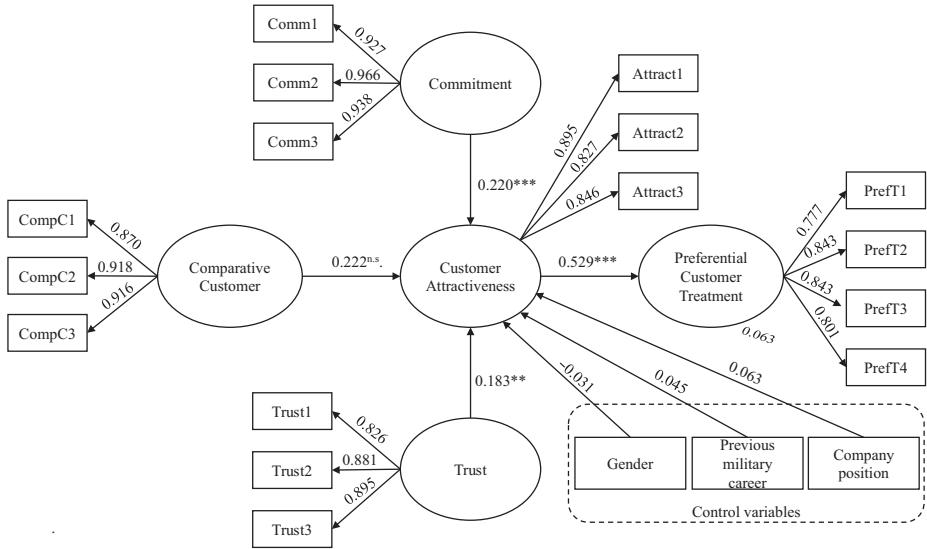 Comm1
Comm2
Comm3
0.927
0.966
0.938
Commitment
Attract1
Attract2
Attract3
0.895
0.827
0.846
0.220***
CompC1
CompC2
CompC3
0.870
0.918
0.916
Comparative
Customer
0.222n.s.
Customer
Attractiveness
0.529***
Preferential
Customer
Treatment
PrefT1
PrefT2
PrefT3
PrefT4
0.777
0.843
0.843
0.801
0.063
0.183**
–0.031
0.045
0.063
Trust1
Trust2
Trust3
0.826
0.881
0.895
Trust
Gender
Previous
military
career
Company
position
Control variables